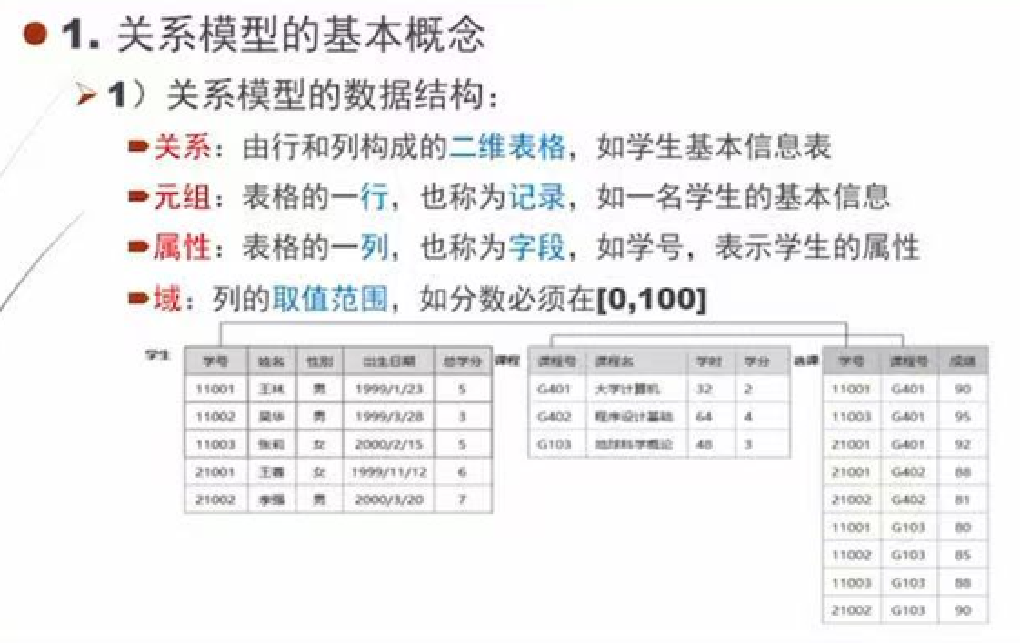 1. 关系模型的基本概念
1）关系模型的数据结构：
关系：由行和列构成的二维表格，如学生基本信息表
元组：表格的一行，也称为记录，如一名学生的基本信息
属性：表格的一列，也称为字段，如学号，表示学生的属性
域：列的取值范围，如分数必须在[0,100]
学生
学号 姓名 性别 出生日期 总学分
11001 王林 男 1999/1/23 5
11002 吴华 男 1999/3/28 3
11003 张莉 女 2000/2/15 5
21001 王春 女 1999/11/12 6
21002 李强 男 2000/3/20 7
课程
课程号 课程名 学时 学分
G401 大学计算机 32 2
G402 程序设计基础 64 4
G103 地球科学概论 48 3
选课
学号 课程号 成绩
11001 G401 90
11003 G401 95
21001 G401 92
21001 G402 88
21002 G402 81
11001 G103 80
11002 G103 85
11003 G103 88
21002 G103 90